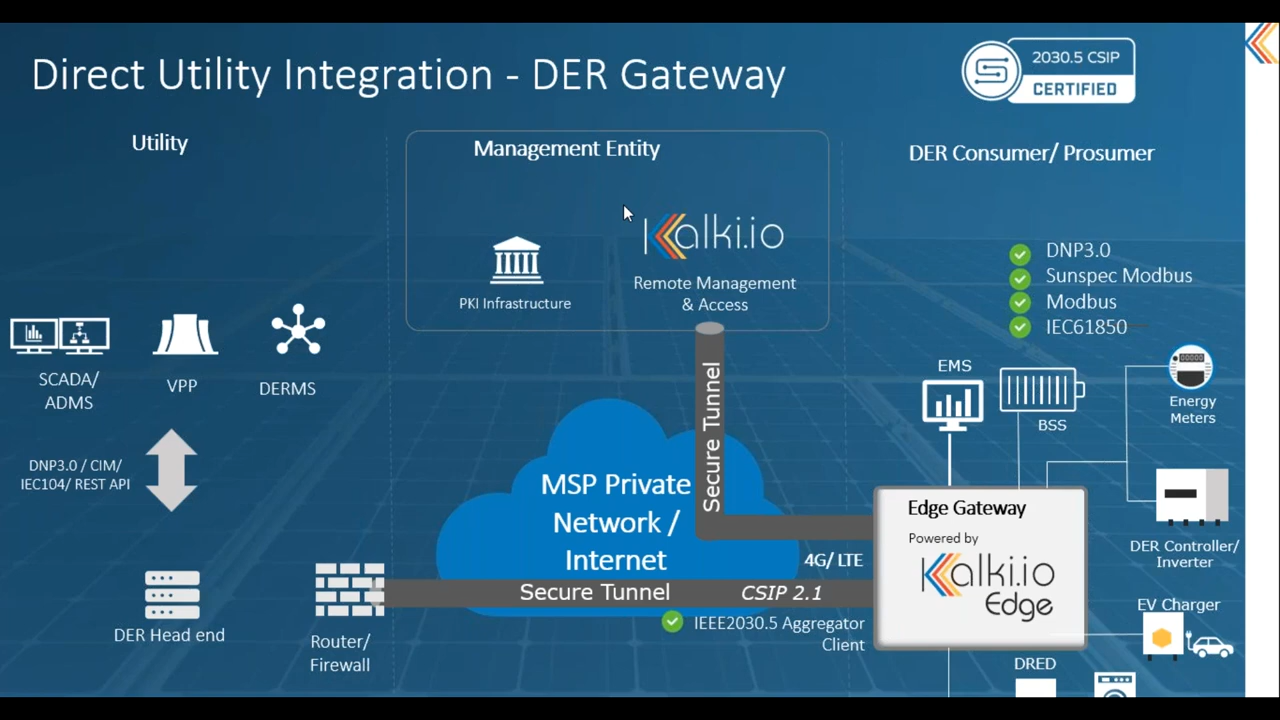 Direct Utility Integration - DER Gateway
2030.5 CSIP
CERTIFIED
Utility
Management Entity
DER Consumer/ Prosumer
Kalki.io
PKI Infrastructure
Remote Management
& Access
DNP3.0
Sunspec Modbus
Modbus
IEC61850
SCADA/
ADMS
VPP
DERMS
EMS
BSS
Energy
Meters
DNP3.0 / CIM/
IEC104/ REST API
Secure Tunnel
MSP Private
Network /
Internet
4G/ LTE
Secure Tunnel
CSIP 2.1
IEEE2030.5 Aggregator
Client
Edge Gateway
Powered by
Kalki.io
Edge
DER Controller/
Inverter
EV Charger
DRED
DER Head end
Router/
Firewall